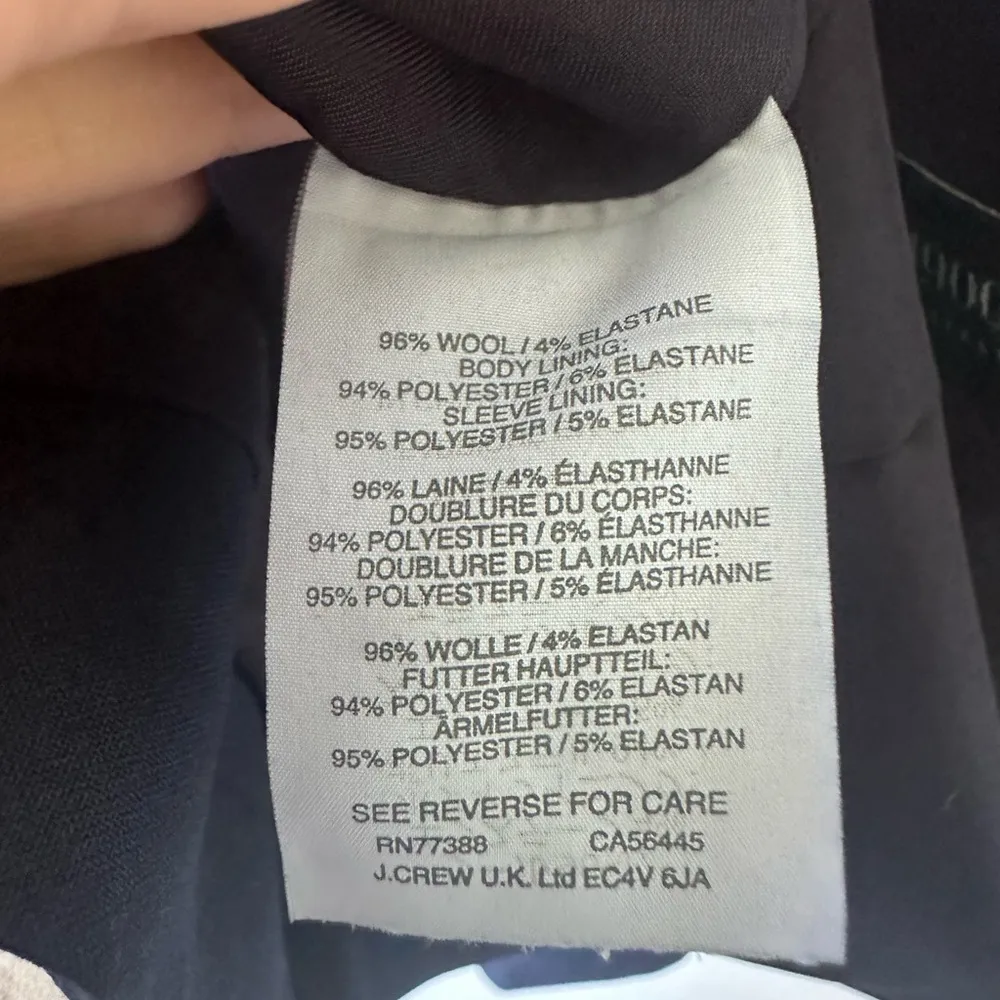 96% WOOL / 4% ELASTANE
BODY LINING:
94% POLYESTER / 6% ELASTANE
SLEEVE LINING:
95% POLYESTER / 5% ELASTANE
96% LAINE / 4% ÉLASTHANNE
DOUBLURE DU CORPS:
94% POLYESTER / 6% ÉLASTHANNE
DOUBLURE DE LA MANCHE:
95% POLYESTER / 5% ÉLASTHANNE
96% WOLLE / 4% ELASTAN
FUTTER HAUPTTEIL:
94% POLYESTER / 6% ELASTAN
ÄRMELFUTTER:
95% POLYESTER / 5% ELASTAN
SEE REVERSE FOR CARE
RN77388 CA56445
J.CREW U.K. Ltd EC4V 6JA